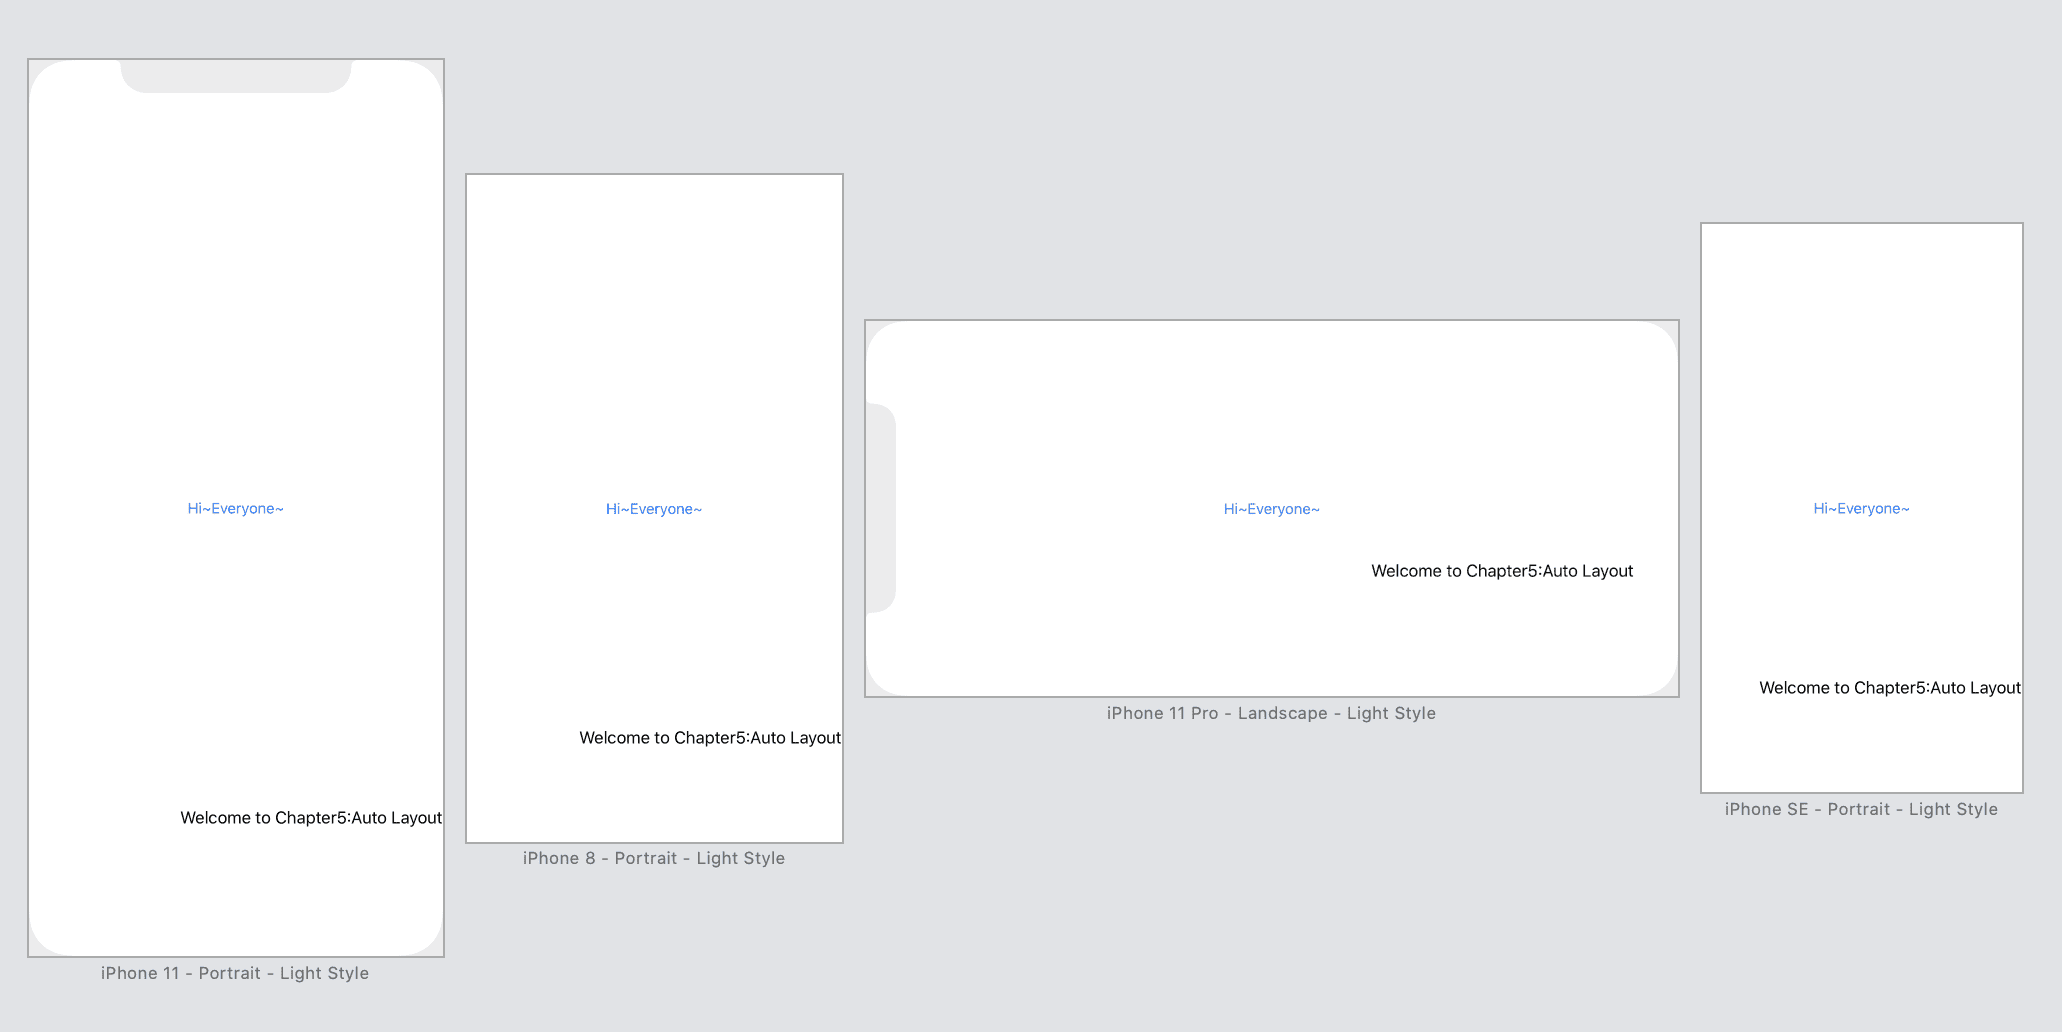 Hi~Everyone~
Welcome to Chapter5:Auto Layout
iPhone 11 - Portrait - Light Style
Hi~Everyone~
Welcome to Chapter5:Auto Layout
iPhone 8 - Portrait - Light Style
Hi~Everyone~
Welcome to Chapter5:Auto Layout
iPhone 11 Pro - Landscape - Light Style
Hi~Everyone~
Welcome to Chapter5:Auto Layout
iPhone SE - Portrait - Light Style